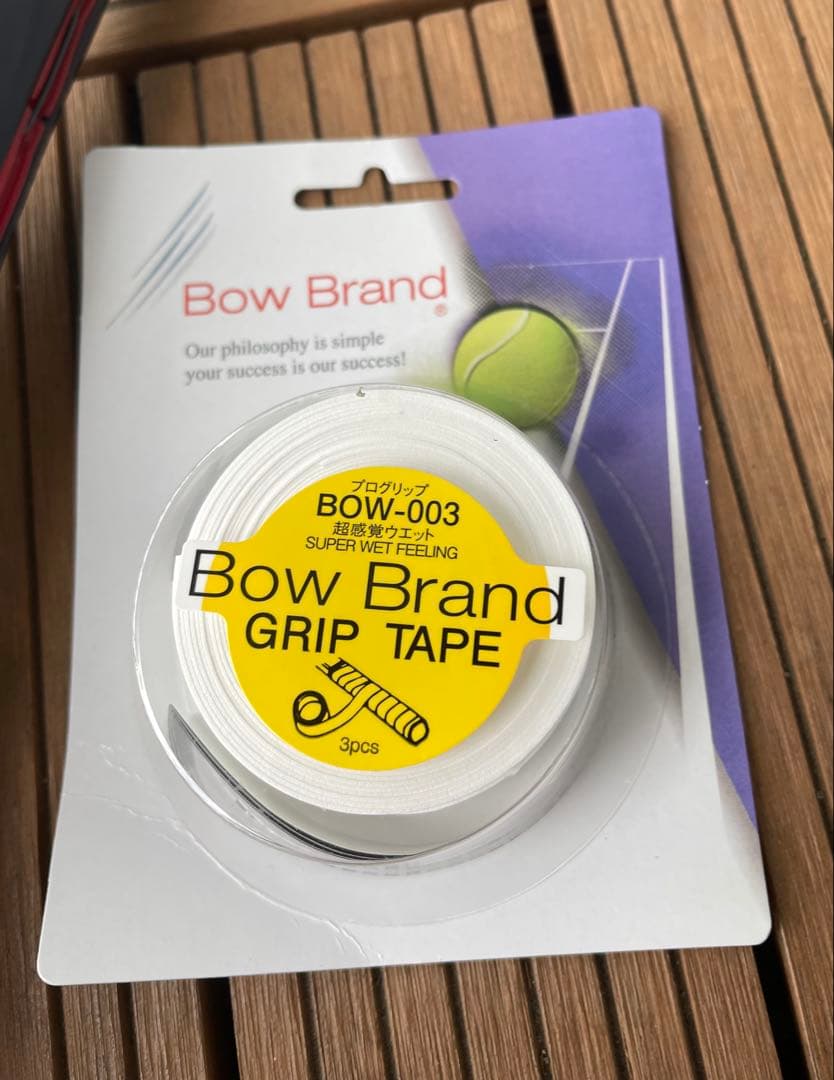 Bow Brand
®
Our philosophy is simple
your success is our success!
プログリップ
BOW-003
超感覚ウエット
SUPER WET FEELING
Bow Brand
GRIP TAPE
3pcs